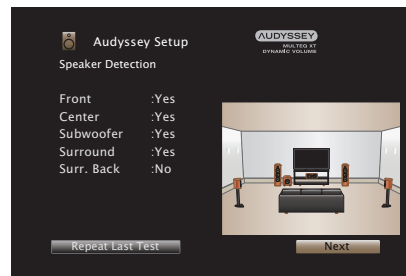 Audyssey Setup
AUDYSSEY
MULTEQ XT
DYNAMIC VOLUME
Speaker Detection
Front :Yes
Center :Yes
Subwoofer :Yes
Surround :Yes
Surr. Back :No
Repeat Last Test
Next